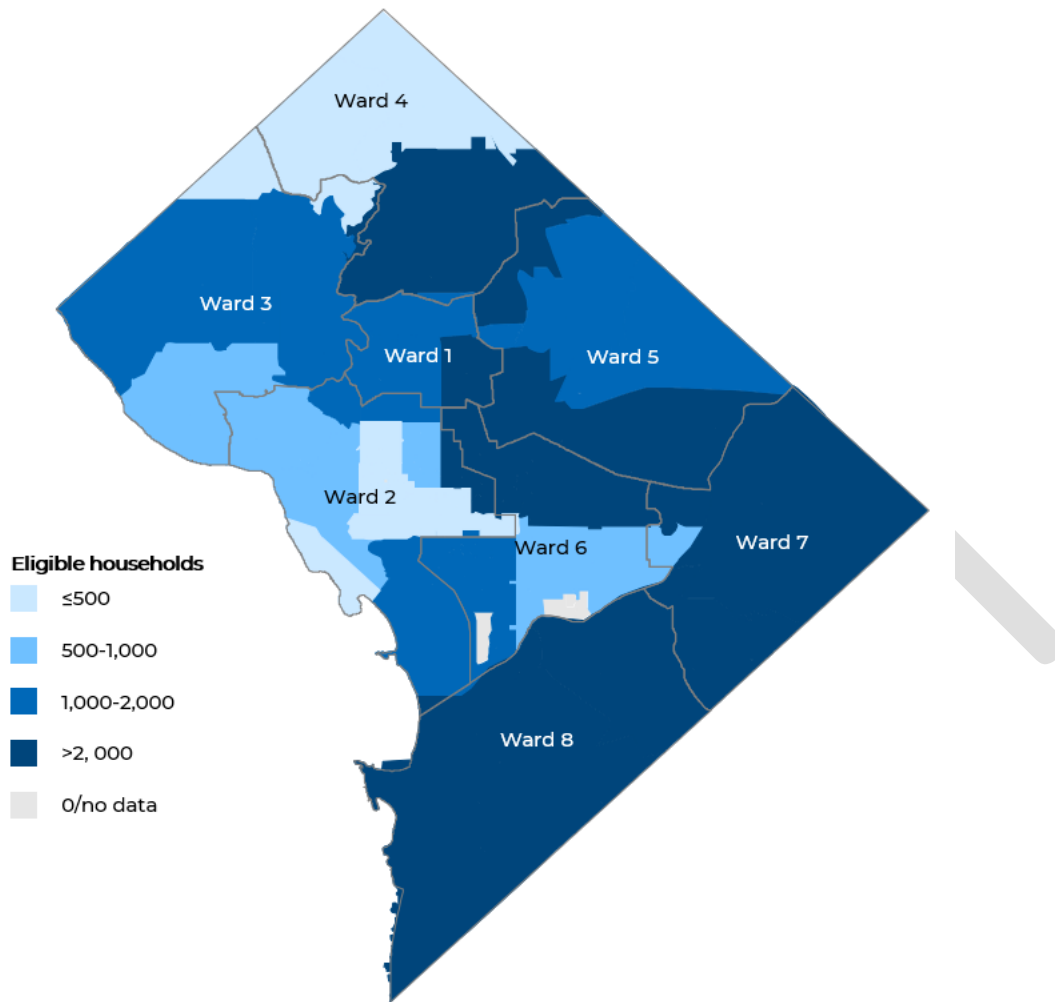 Ward 4
Ward 3
Ward 1
Ward 5
Ward 2
Ward 6
Ward 7
Ward 8
Eligible households
≤500
500-1,000
1,000-2,000
>2, 000
0/no data